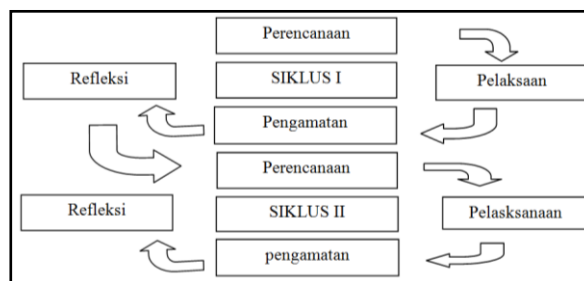 Perencanaan
Refleksi
SIKLUS I
Pelaksaan
Pengamatan
Perencanaan
Refleksi
SIKLUS II
Pelasksanaan
pengamatan